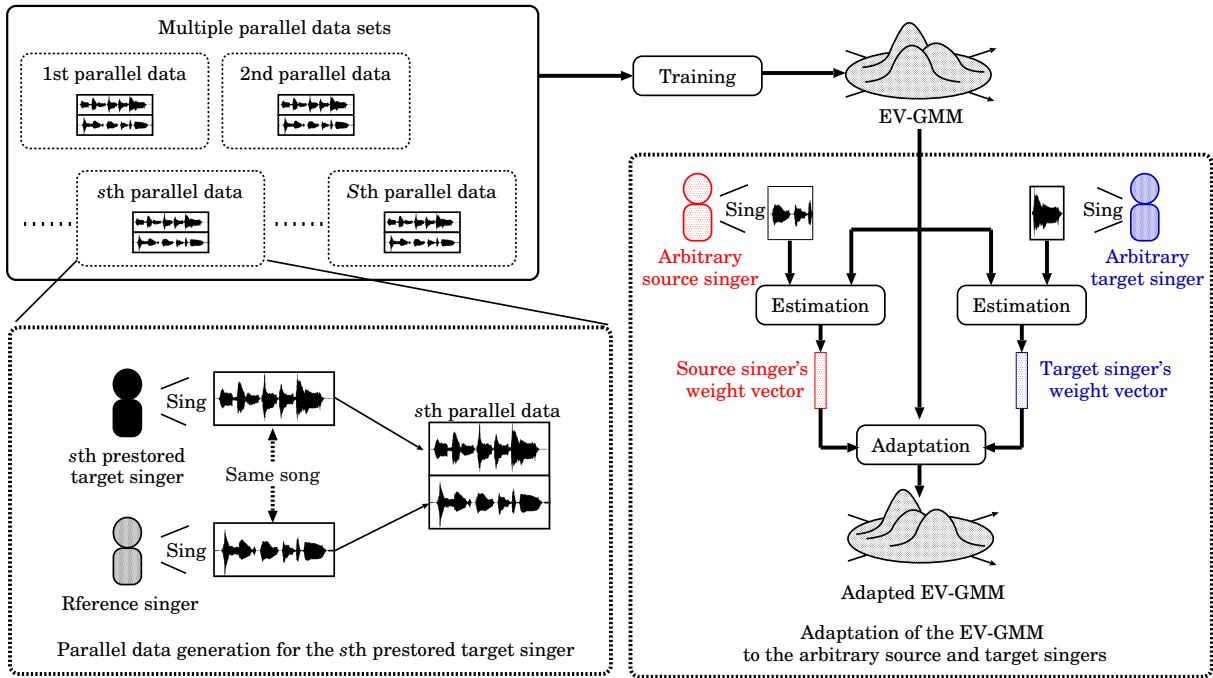 Multiple parallel data sets
1st parallel data
2nd parallel data
sth parallel data
Sth parallel data
Training
EV-GMM
Sing
Sing
Arbitrary
source singer
Arbitrary
target singer
Estimation
Estimation
Source singer's
weight vector
Target singer's
weight vector
Adaptation
Adapted EV-GMM
Adaptation of the EV-GMM
to the arbitrary source and target singers
Sing
sth prestored
target singer
Same song
sth parallel data
Sing
Rference singer
Parallel data generation for the sth prestored target singer